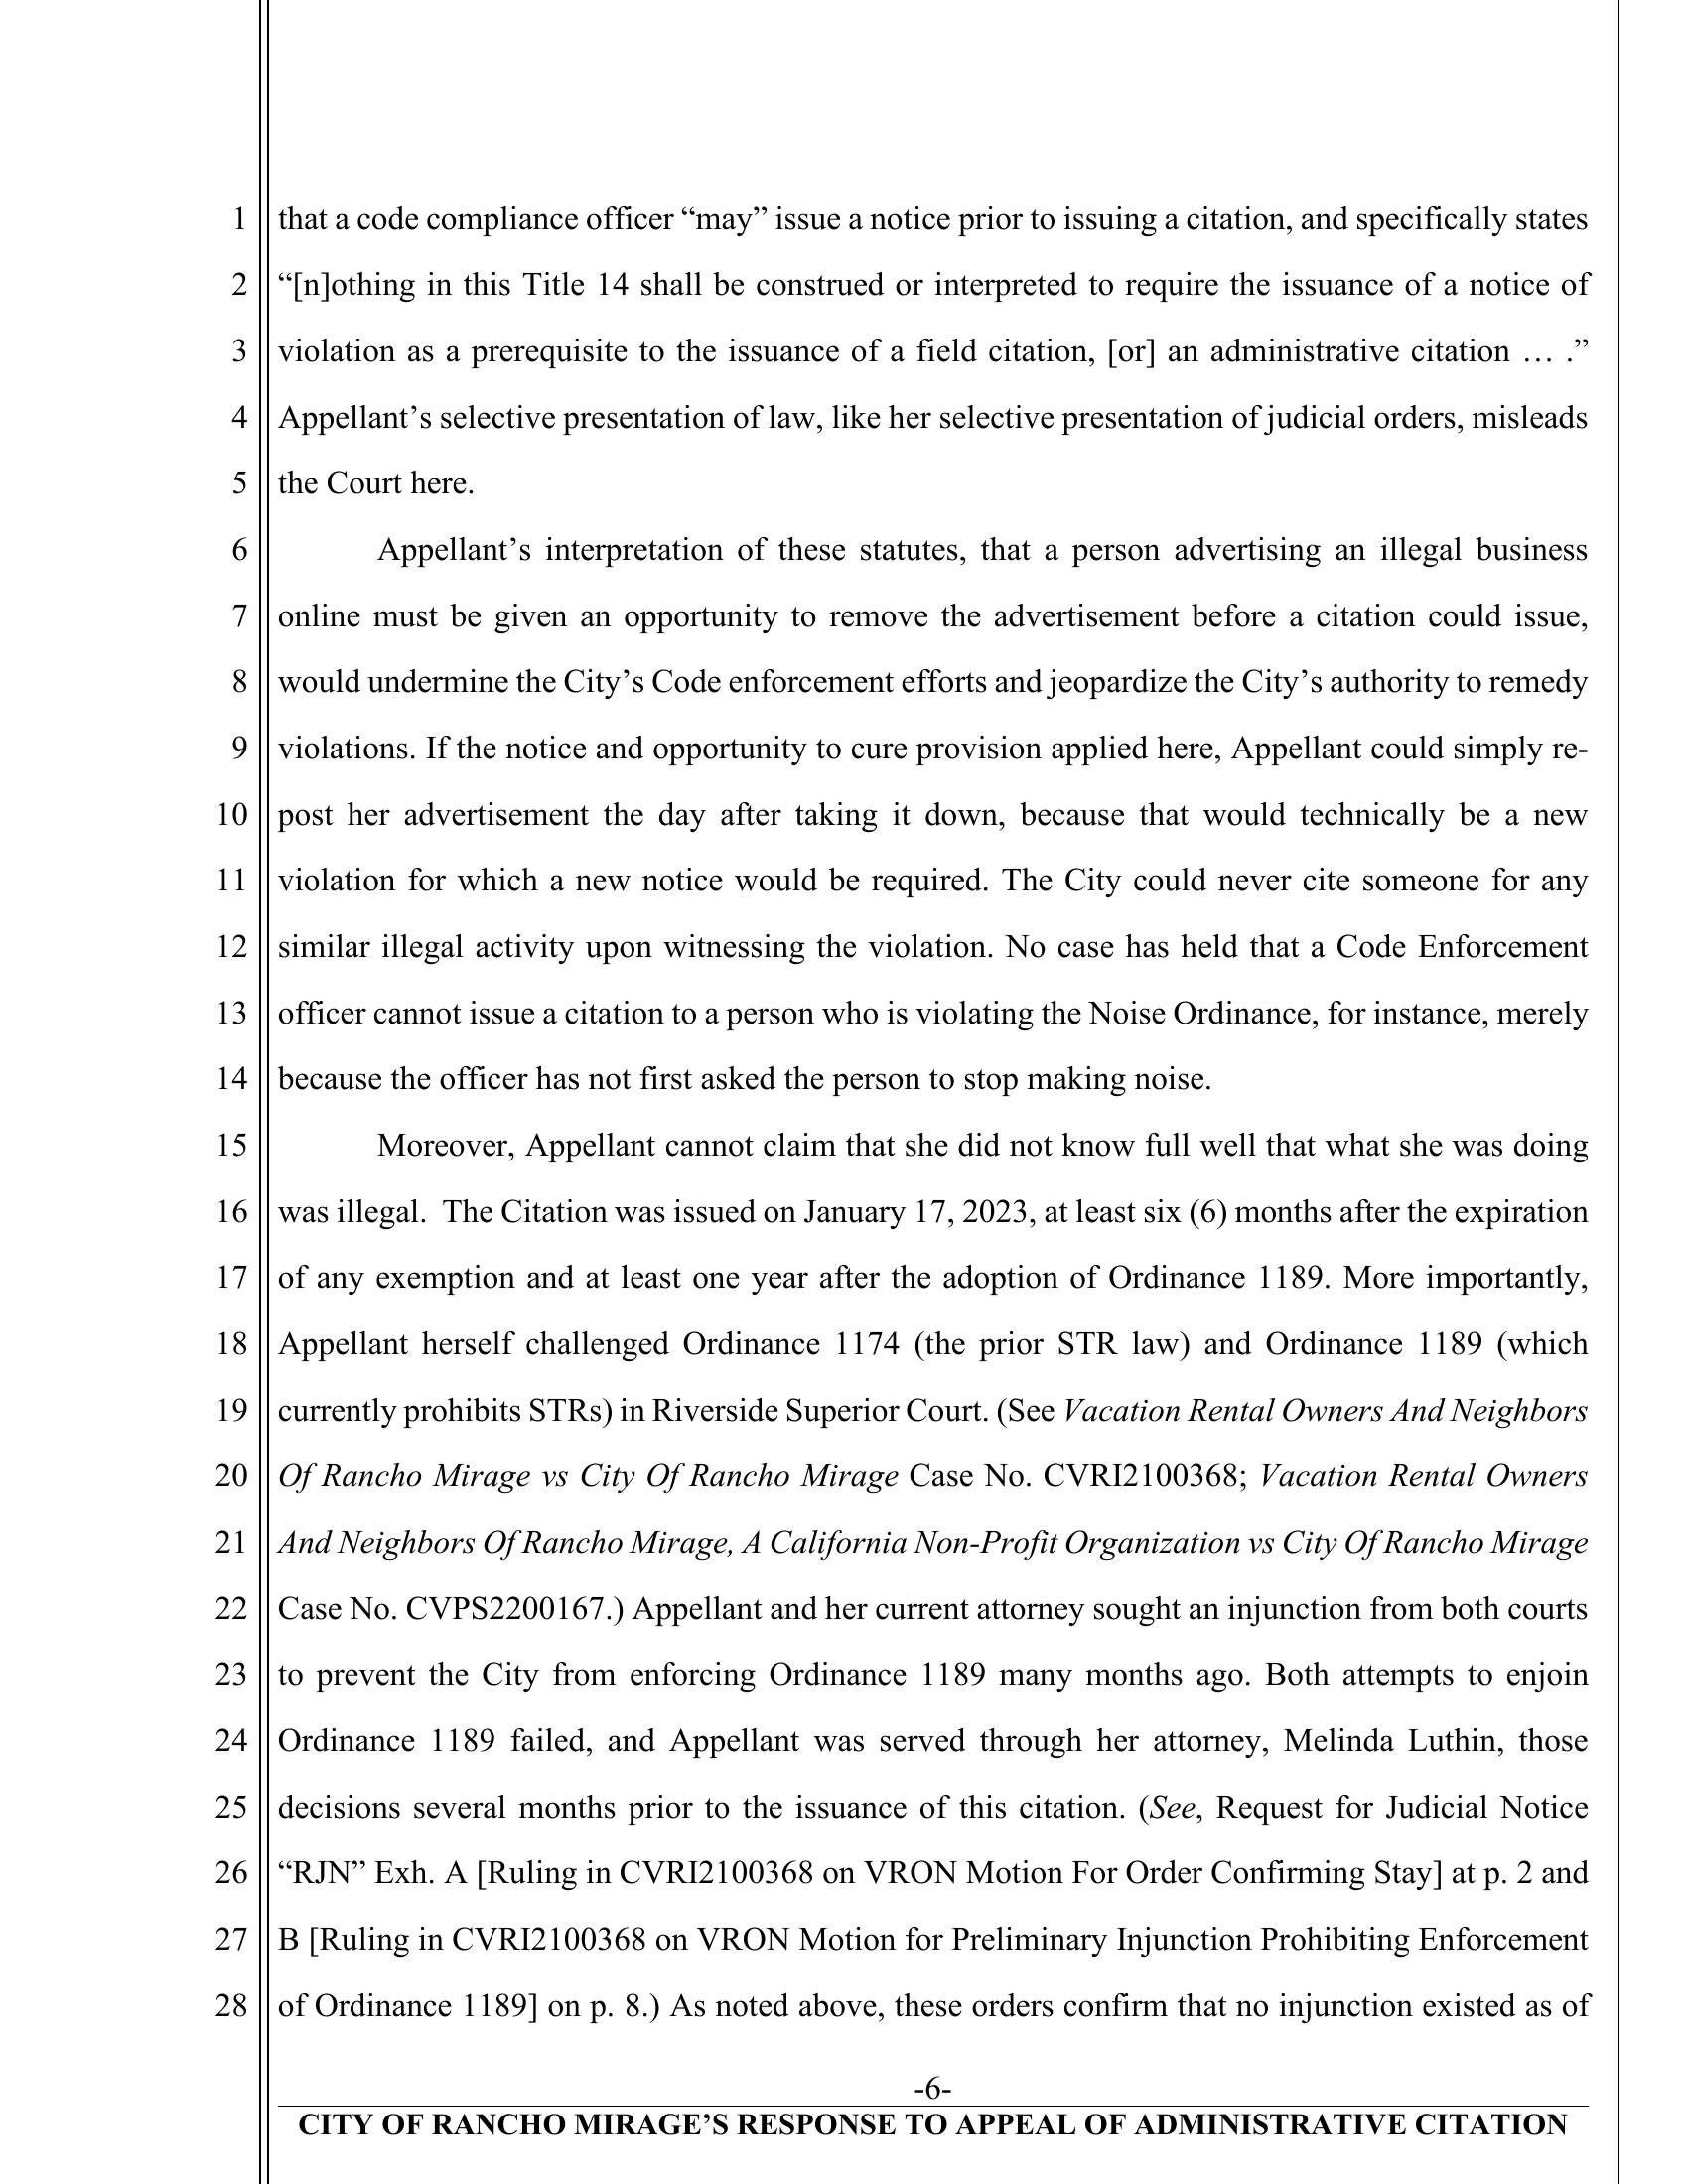 1 that a code compliance officer “may” issue a notice prior to issuing a citation, and specifically states
2 “[n]othing in this Title 14 shall be construed or interpreted to require the issuance of a notice of
3 violation as a prerequisite to the issuance of a field citation, [or] an administrative citation … .”
4 Appellant’s selective presentation of law, like her selective presentation of judicial orders, misleads
5 the Court here.
6 Appellant’s interpretation of these statutes, that a person advertising an illegal business
7 online must be given an opportunity to remove the advertisement before a citation could issue,
8 would undermine the City’s Code enforcement efforts and jeopardize the City’s authority to remedy
9 violations. If the notice and opportunity to cure provision applied here, Appellant could simply re-
10 post her advertisement the day after taking it down, because that would technically be a new
11 violation for which a new notice would be required. The City could never cite someone for any
12 similar illegal activity upon witnessing the violation. No case has held that a Code Enforcement
13 officer cannot issue a citation to a person who is violating the Noise Ordinance, for instance, merely
14 because the officer has not first asked the person to stop making noise.
15 Moreover, Appellant cannot claim that she did not know full well that what she was doing
16 was illegal.  The Citation was issued on January 17, 2023, at least six (6) months after the expiration
17 of any exemption and at least one year after the adoption of Ordinance 1189. More importantly,
18 Appellant herself challenged Ordinance 1174 (the prior STR law) and Ordinance 1189 (which
19 currently prohibits STRs) in Riverside Superior Court. (See Vacation Rental Owners And Neighbors
20 Of Rancho Mirage vs City Of Rancho Mirage Case No. CVRI2100368; Vacation Rental Owners
21 And Neighbors Of Rancho Mirage, A California Non-Profit Organization vs City Of Rancho Mirage
22 Case No. CVPS2200167.) Appellant and her current attorney sought an injunction from both courts
23 to prevent the City from enforcing Ordinance 1189 many months ago. Both attempts to enjoin
24 Ordinance 1189 failed, and Appellant was served through her attorney, Melinda Luthin, those
25 decisions several months prior to the issuance of this citation. (See, Request for Judicial Notice
26 “RJN” Exh. A [Ruling in CVRI2100368 on VRON Motion For Order Confirming Stay] at p. 2 and
27 B [Ruling in CVRI2100368 on VRON Motion for Preliminary Injunction Prohibiting Enforcement
28 of Ordinance 1189] on p. 8.) As noted above, these orders confirm that no injunction existed as of
-6-
CITY OF RANCHO MIRAGE’S RESPONSE TO APPEAL OF ADMINISTRATIVE CITATION